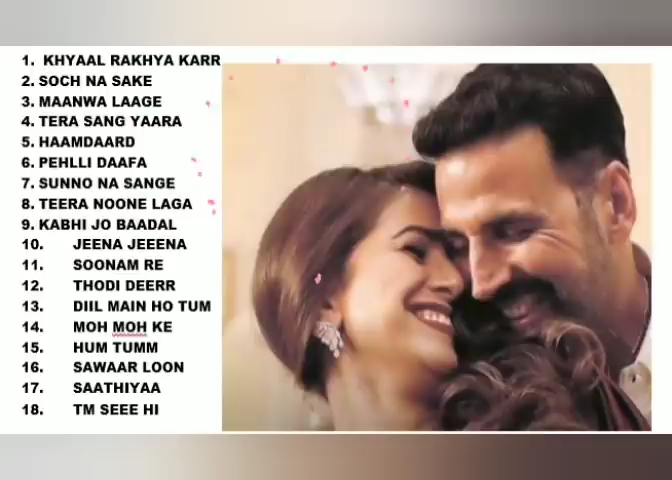 1. KHYAAL RAKHYA KARR
2. SOCH NA SAKE
3. MAANWA LAAGE
4. TERA SANG YAARA
5. HAAMDAARD
6. PEHLLI DAAFA
7. SUNNO NA SANGE
8. TEERA NOONE LAGA
9. KABHI JO BAADAL
10. JEENA JEEENA
11. SOONAM RE
12. THODI DEERR
13. DIIL MAIN HO TUM
14. MOH MOH KE
15. HUM TUMM
16. SAWAAR LOON
17. SAATHIYAA
18. TM SEEE HI